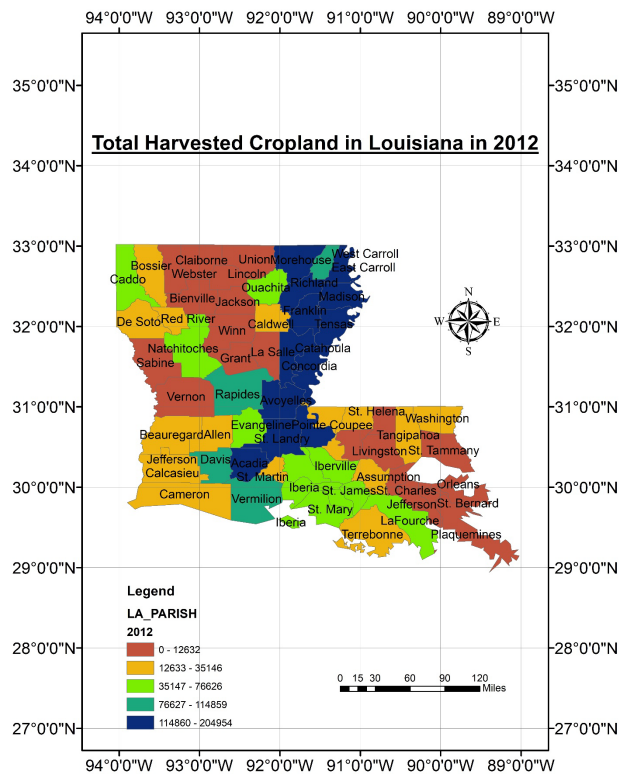 94°0'0"W 93°0'0"W 92°0'0"W 91°0'0"W 90°0'0"W 89°0'0"W
35°0'0"N 35°0'0"N
Total Harvested Cropland in Louisiana in 2012
34°0'0"N 34°0'0"N
33°0'0"N 33°0'0"N
Claiborne Union Morehouse West Carroll
Bossier Webster Lincoln East Carroll
Caddo Ouachita Richland
Bienville Jackson Madison
N
De Soto Red River Winn Caldwell Franklin Tensas
W E
32°0'0"N 32°0'0"N
S
Natchitoches Grant La Salle Catahoula
Sabine Concordia
Vernon Rapides Avoyelles
31°0'0"N 31°0'0"N
St. Helena Washington
Beauregard Allen Evangeline Pointe Coupee Tangipahoa
St. Landry Livingston St. Tammany
Jefferson Davis Acadia Iberville
Calcasieu St. Martin Assumption
30°0'0"N 30°0'0"N
Cameron Vermilion Iberia St. James St. Charles Orleans
St. Mary Jefferson St. Bernard
Iberia LaFourche
Terrebonne Plaquemines
29°0'0"N 29°0'0"N
Legend
LA_PARISH
2012
0 - 12632
12633 - 35146
35147 - 76626
76627 - 114859
114860 - 204954
28°0'0"N 28°0'0"N
0 15 30 60 90 120
Miles
27°0'0"N 27°0'0"N
94°0'0"W 93°0'0"W 92°0'0"W 91°0'0"W 90°0'0"W 89°0'0"W